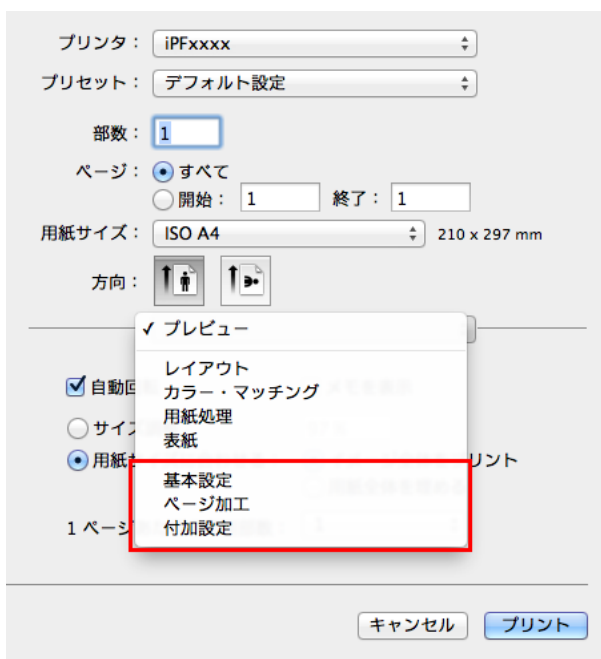 プリンタ： iPFxxxx
プリセット： デフォルト設定
部数： 1
ページ： すべて
開始： 1 終了： 1
用紙サイズ： ISO A4 210 x 297 mm
方向：
✓ プレビュー
レイアウト
カラー・マッチング
用紙処理
表紙
基本設定
ページ加工
付加設定
自動回
サイズ
用紙 リント
1 ページ
キャンセル プリント